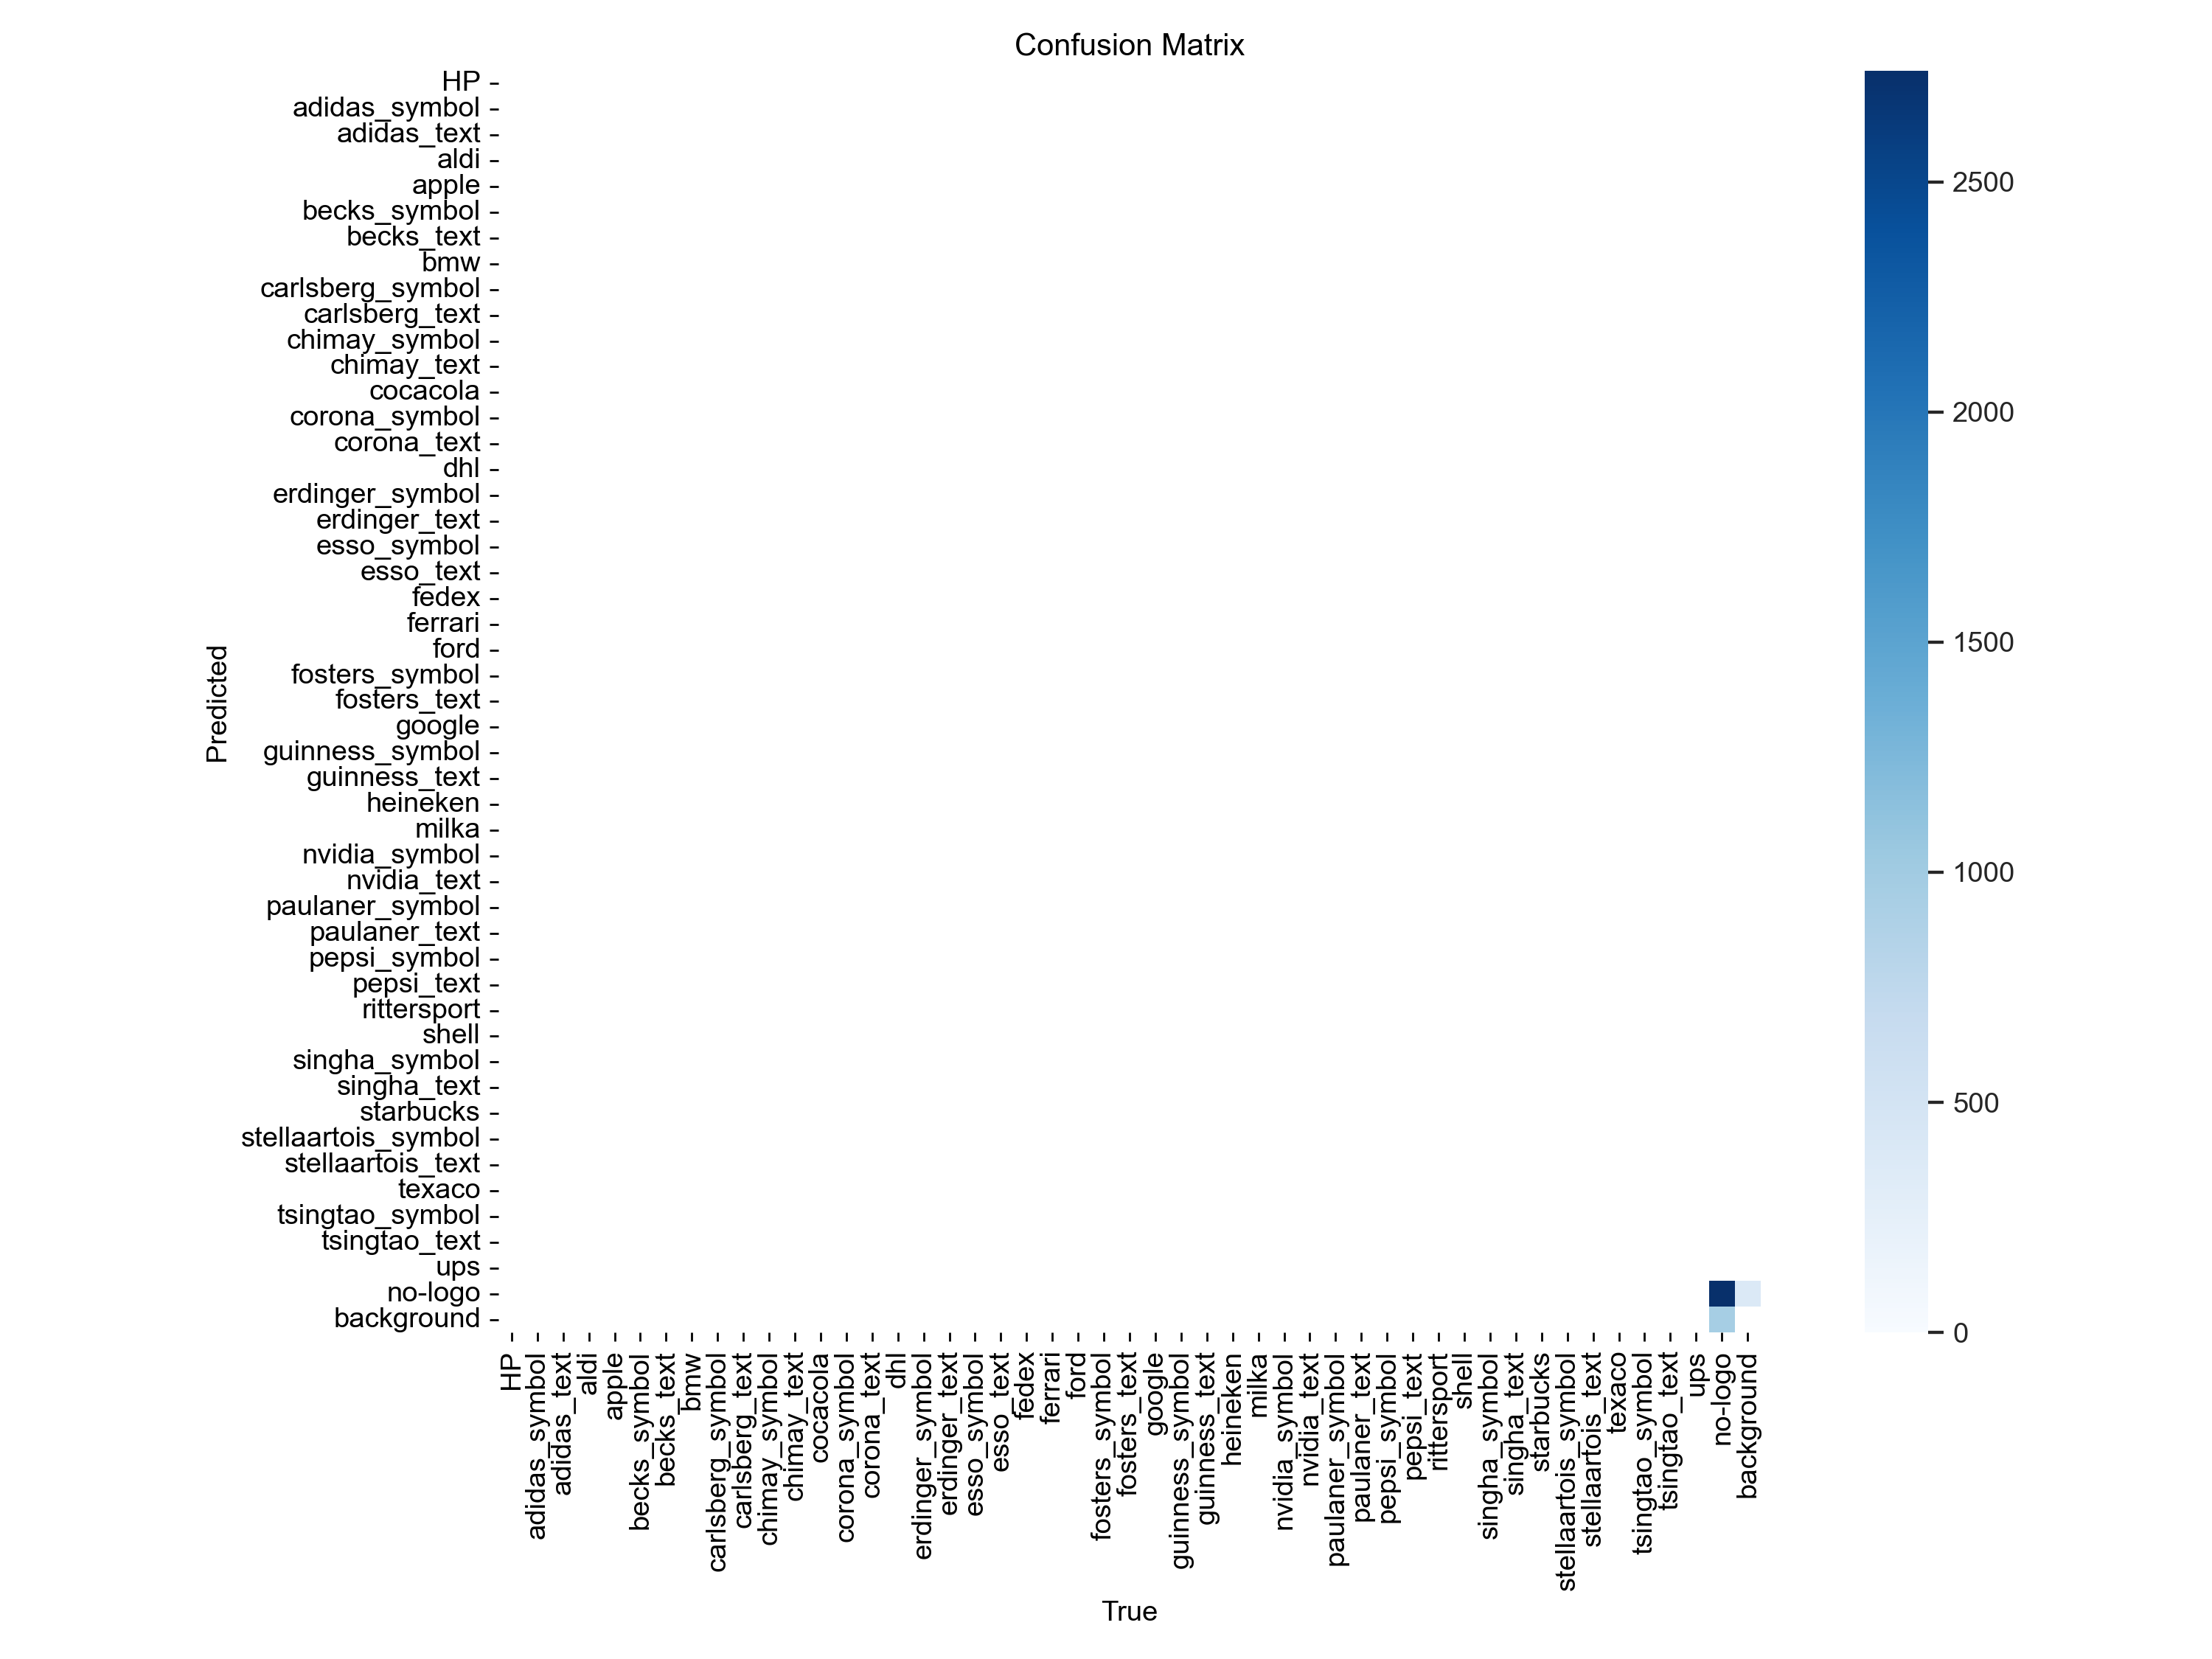 Confusion Matrix
HP
adidas_symbol
adidas_text
aldi
apple
becks_symbol
becks_text
bmw
carlsberg_symbol
carlsberg_text
chimay_symbol
chimay_text
cocacola
corona_symbol
corona_text
dhl
erdinger_symbol
erdinger_text
esso_symbol
esso_text
fedex
ferrari
ford
fosters_symbol
fosters_text
google
guinness_symbol
guinness_text
heineken
milka
nvidia_symbol
nvidia_text
paulaner_symbol
paulaner_text
pepsi_symbol
pepsi_text
rittersport
shell
singha_symbol
singha_text
starbucks
stellaartois_symbol
stellaartois_text
texaco
tsingtao_symbol
tsingtao_text
ups
no-logo
background
Predicted
HP
adidas_symbol
adidas_text
aldi
apple
becks_symbol
becks_text
bmw
carlsberg_symbol
carlsberg_text
chimay_symbol
chimay_text
cocacola
corona_symbol
corona_text
dhl
erdinger_symbol
erdinger_text
esso_symbol
esso_text
fedex
ferrari
ford
fosters_symbol
fosters_text
google
guinness_symbol
guinness_text
heineken
milka
nvidia_symbol
nvidia_text
paulaner_symbol
paulaner_text
pepsi_symbol
pepsi_text
rittersport
shell
singha_symbol
singha_text
starbucks
stellaartois_symbol
stellaartois_text
texaco
tsingtao_symbol
tsingtao_text
ups
no-logo
background
True
2500
2000
1500
1000
500
0